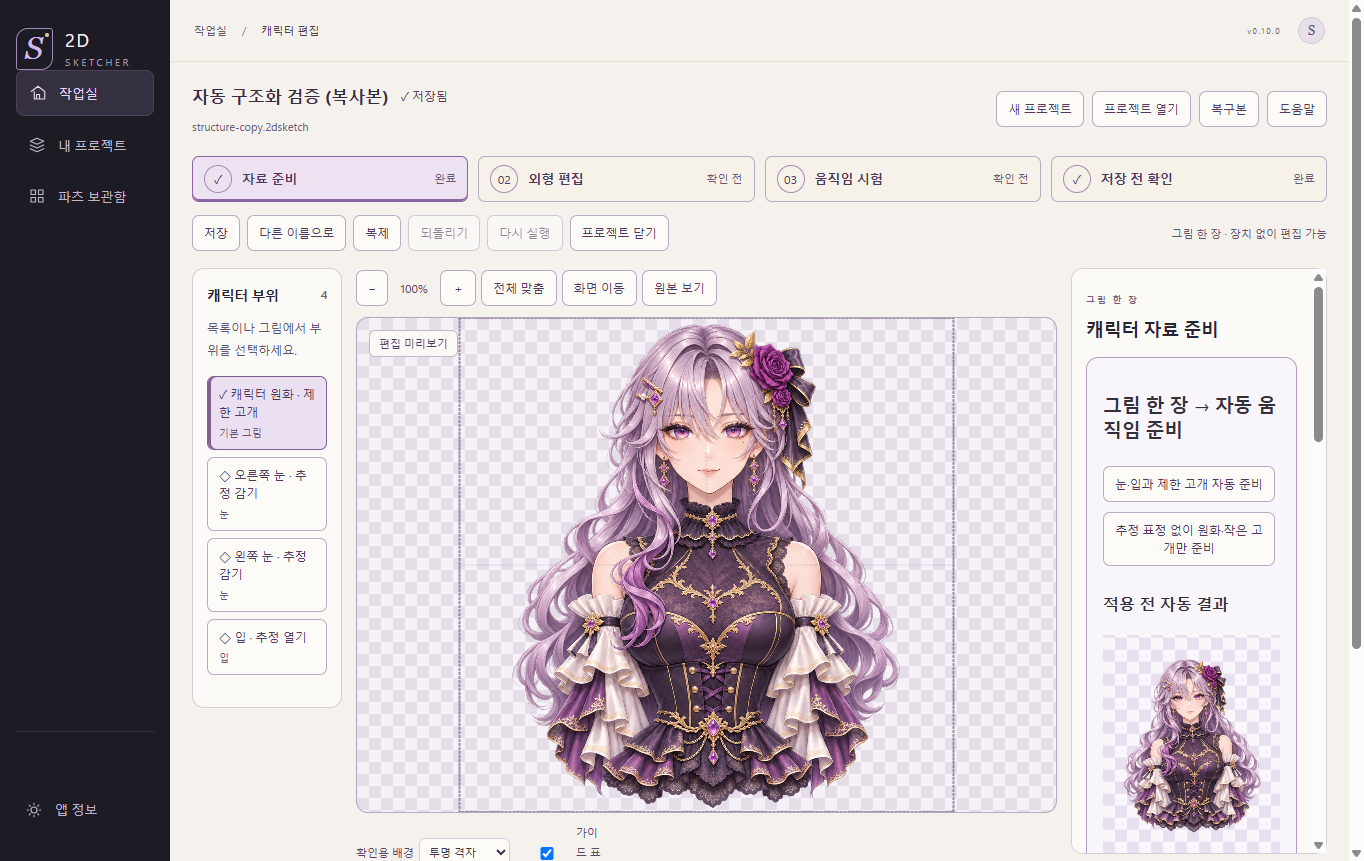 S
2D
SKETCHER
작업실
내 프로젝트
파츠 보관함
앱 정보
작업실 / 캐릭터 편집
v0.10.0
S
자동 구조화 검증 (복사본) ✓ 저장됨
structure-copy.2dsketch
새 프로젝트
프로젝트 열기
복구본
도움말
✓ 자료 준비 완료
02 외형 편집 확인 전
03 움직임 시험 확인 전
✓ 저장 전 확인 완료
저장
다른 이름으로
복제
되돌리기
다시 실행
프로젝트 닫기
그림 한 장 · 장치 없이 편집 가능
캐릭터 부위 4
목록이나 그림에서 부
위를 선택하세요.
✓ 캐릭터 원화 · 제
한 고개
기본 그림
◇ 오른쪽 눈 · 추
정 감기
눈
◇ 왼쪽 눈 · 추정
감기
눈
◇ 입 · 추정 열기
입
−
100%
+
전체 맞춤
화면 이동
원본 보기
편집 미리보기
확인용 배경
투명 격자
가이
드 표
그림 한 장
캐릭터 자료 준비
그림 한 장 → 자동 움
직임 준비
눈·입과 제한 고개 자동 준비
추정 표정 없이 원화·작은 고
개만 준비
적용 전 자동 결과